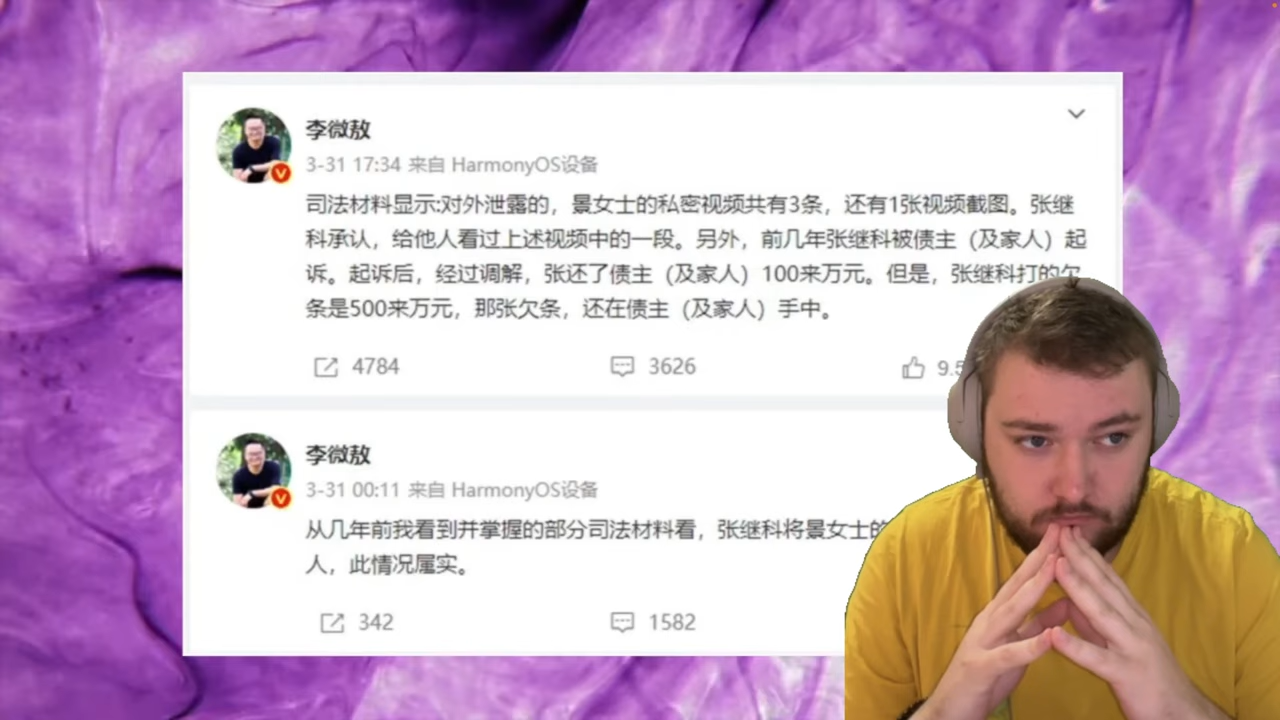 李微敖
3-31 17:34 来自 HarmonyOS设备
司法材料显示:对外泄露的，景女士的私密视频共有3条，还有1张视频截图。张继
科承认，给他人看过上述视频中的一段。另外，前几年张继科被债主（及家人）起
诉。起诉后，经过调解，张还了债主（及家人）100来万元。但是，张继科打的欠
条是500来万元，那张欠条，还在债主（及家人）手中。
4784 3626 9.5
李微敖
3-31 00:11 来自 HarmonyOS设备
从几年前我看到并掌握的部分司法材料看，张继科将景女士的
人，此情况属实。
342 1582